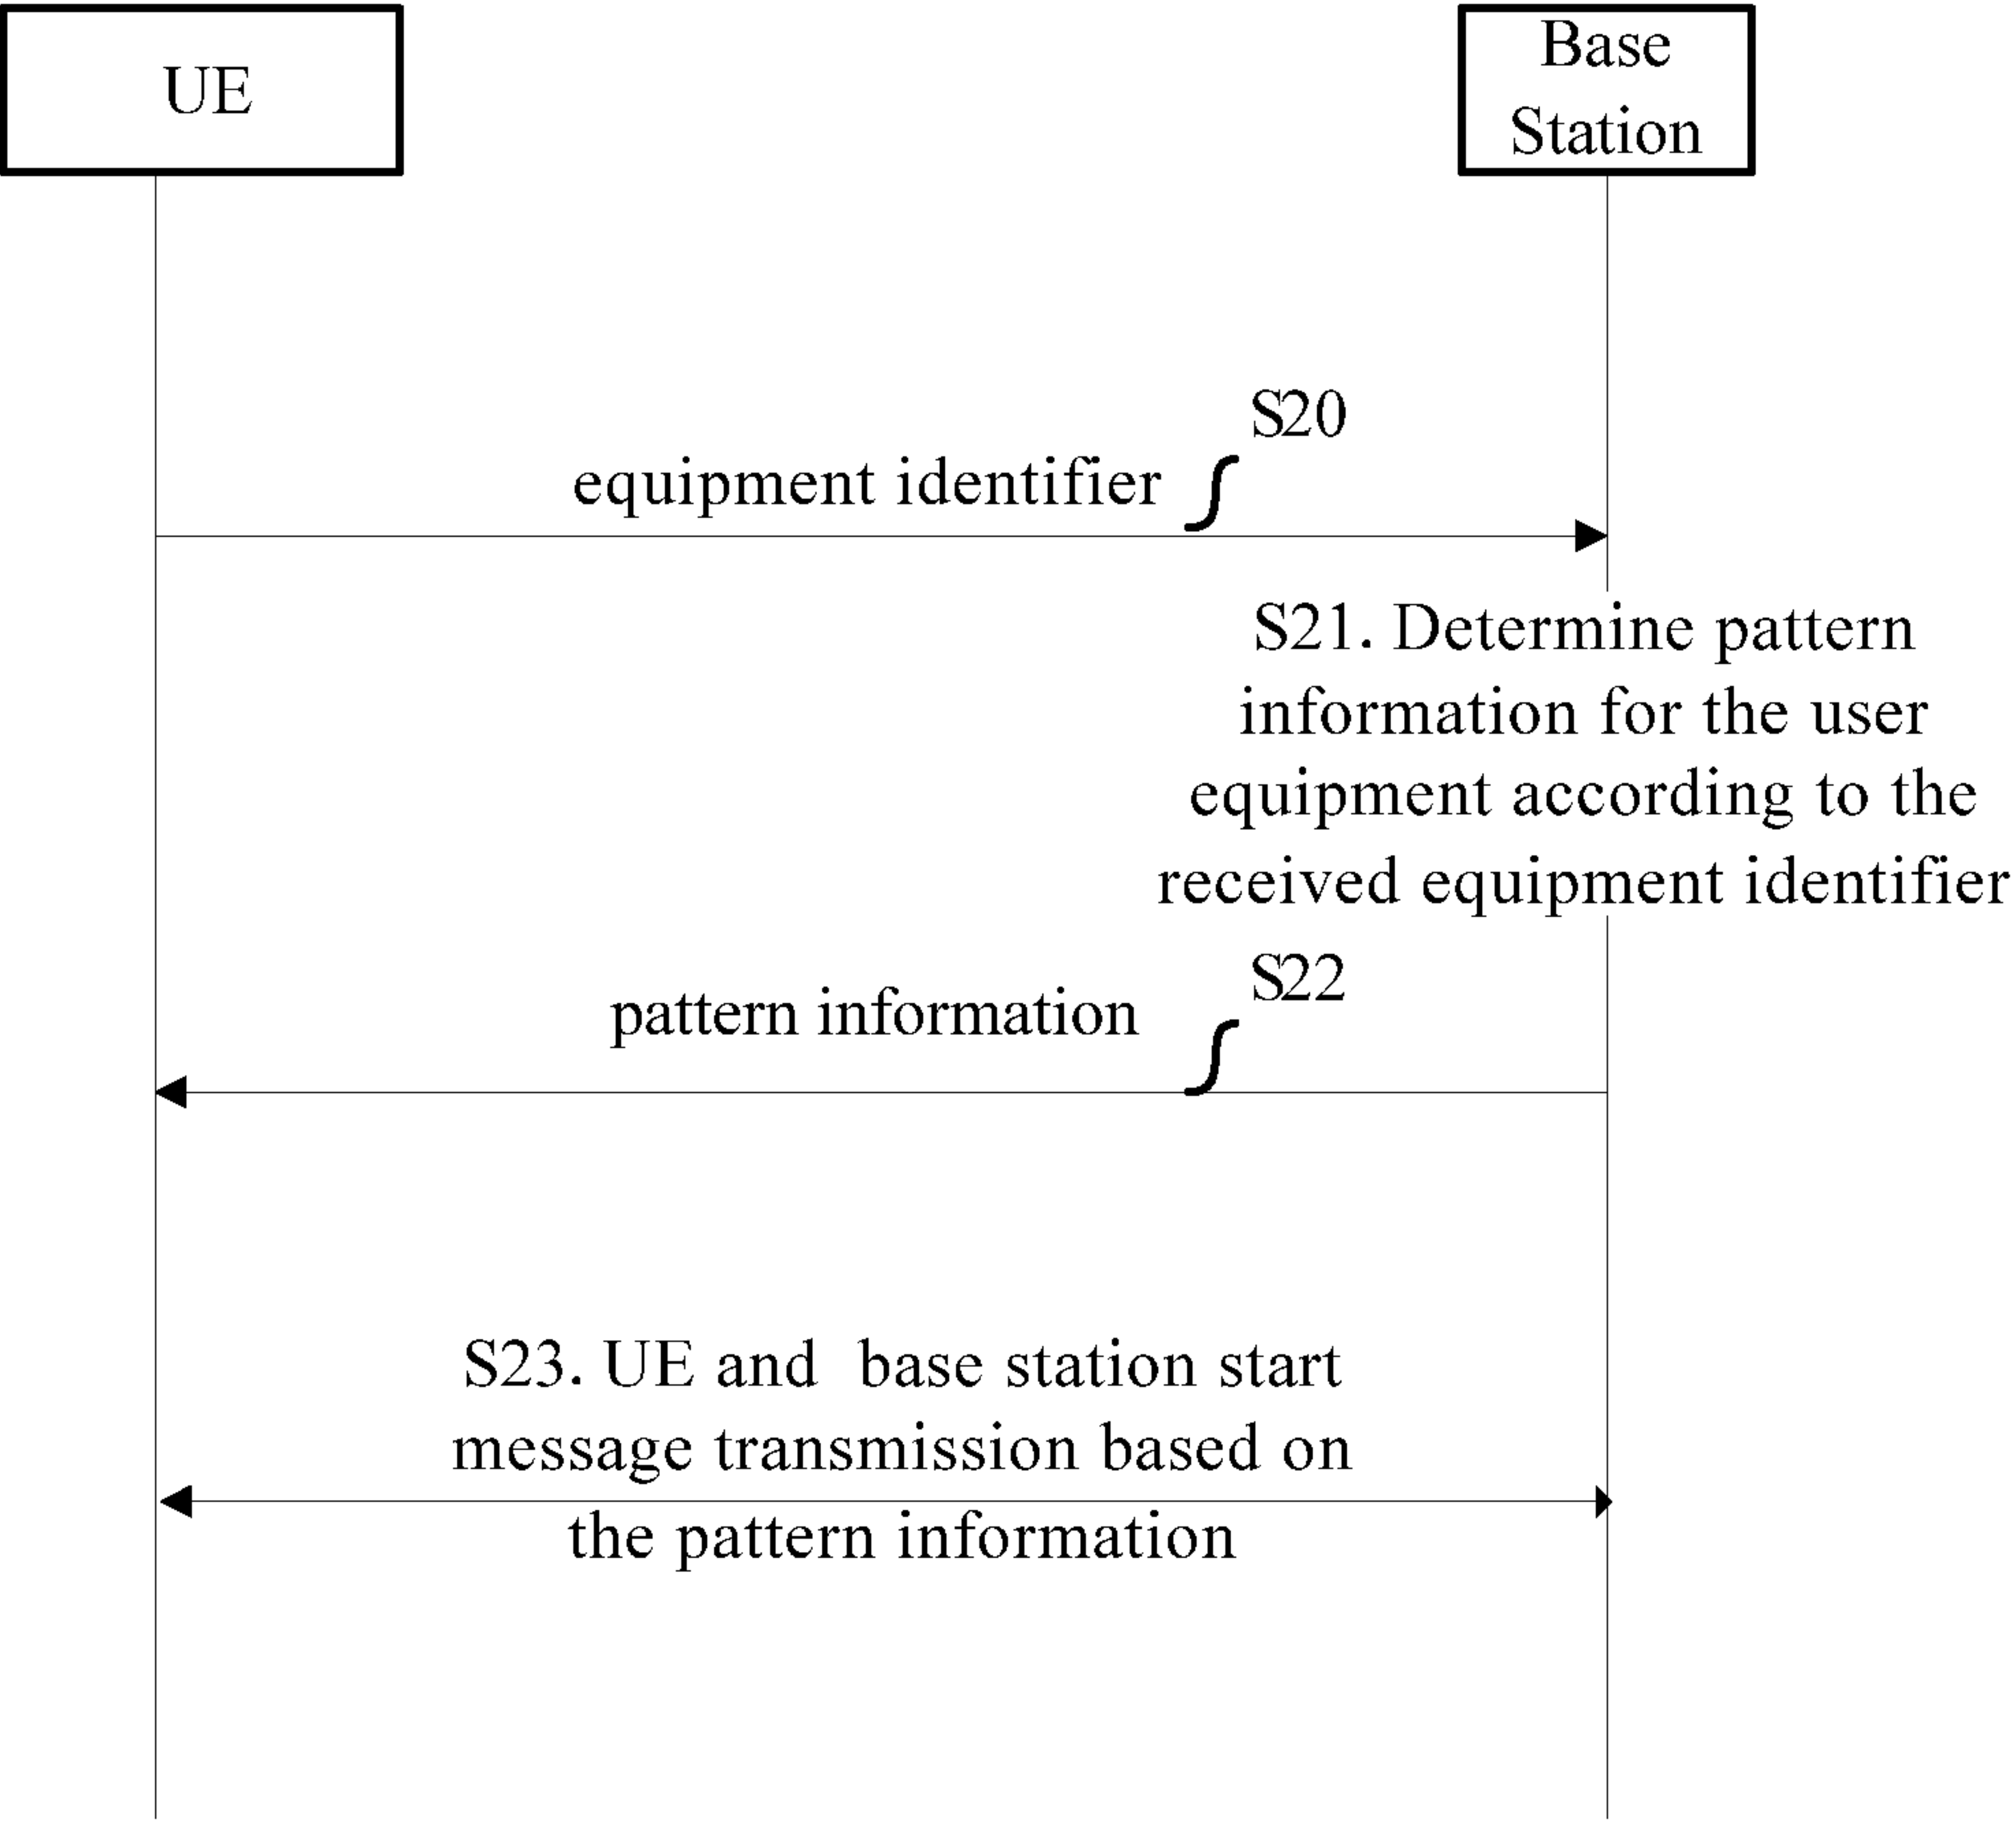 UE
Base
Station
S20
equipment identifier
S21. Determine pattern
information for the user
equipment according to the
received equipment identifier
S22
pattern information
S23. UE and  base station start
message transmission based on
the pattern information